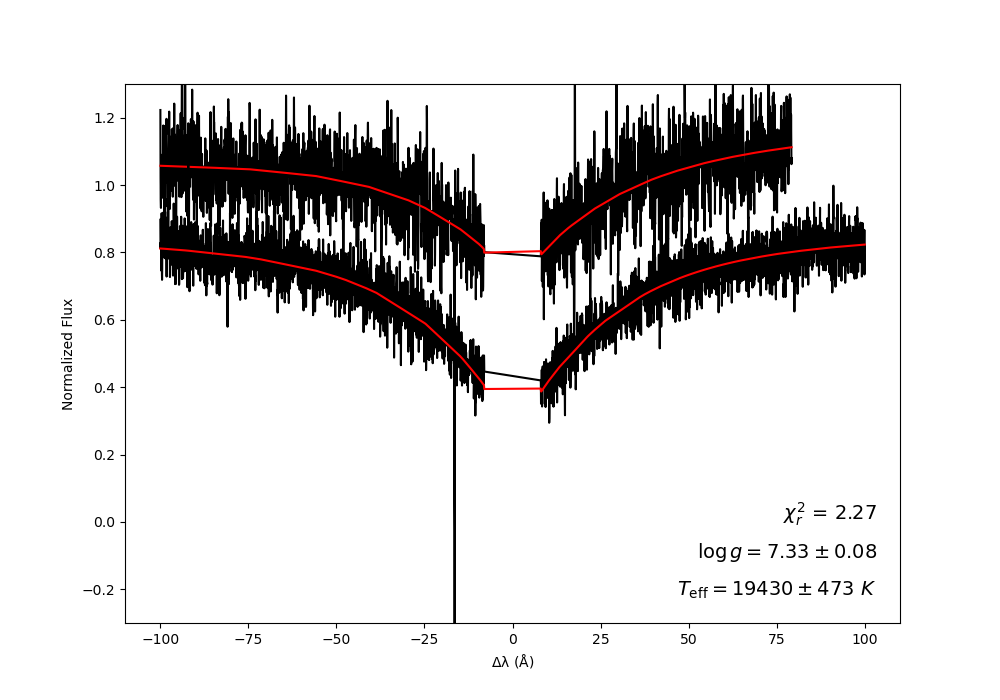 1.2
1.0
0.8
0.6
0.4
0.2
0.0
−0.2
Normalized Flux
χ²ᵣ = 2.27
log g = 7.33 ± 0.08
T_eff = 19430 ± 473 K
−100 −75 −50 −25 0 25 50 75 100
Δλ (Å)